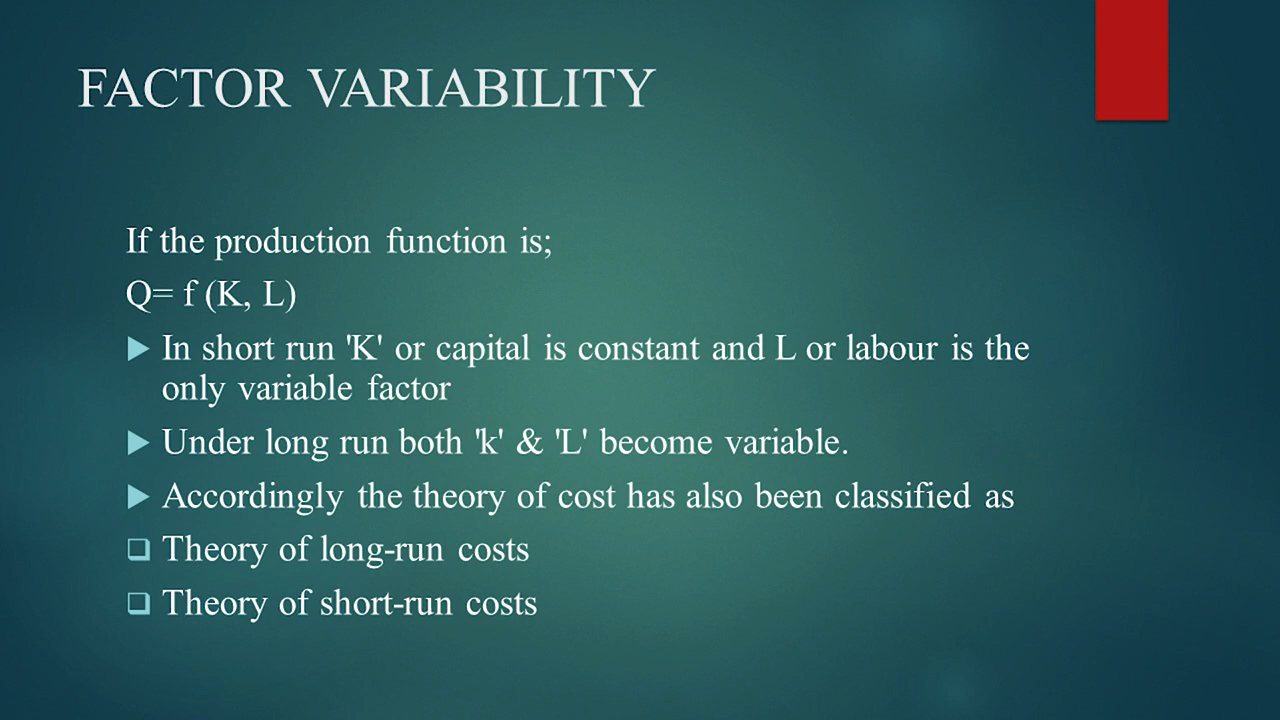 FACTOR VARIABILITY
If the production function is;
Q= f (K, L)
In short run 'K' or capital is constant and L or labour is the
only variable factor
Under long run both 'k' & 'L' become variable.
Accordingly the theory of cost has also been classified as
Theory of long-run costs
Theory of short-run costs